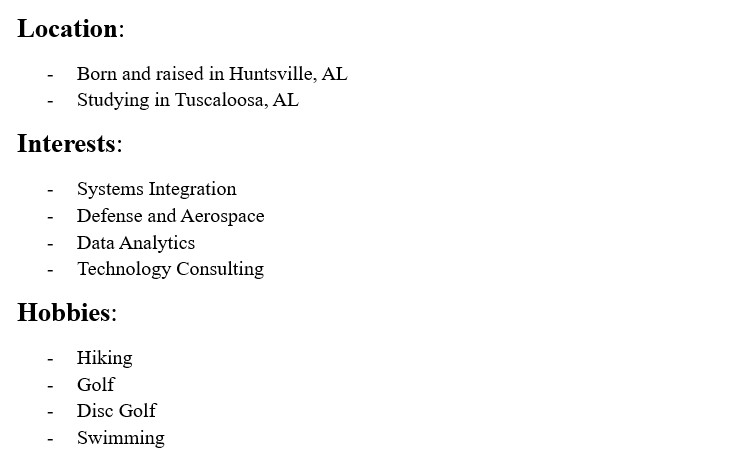 Location:
- Born and raised in Huntsville, AL
- Studying in Tuscaloosa, AL
Interests:
- Systems Integration
- Defense and Aerospace
- Data Analytics
- Technology Consulting
Hobbies:
- Hiking
- Golf
- Disc Golf
- Swimming